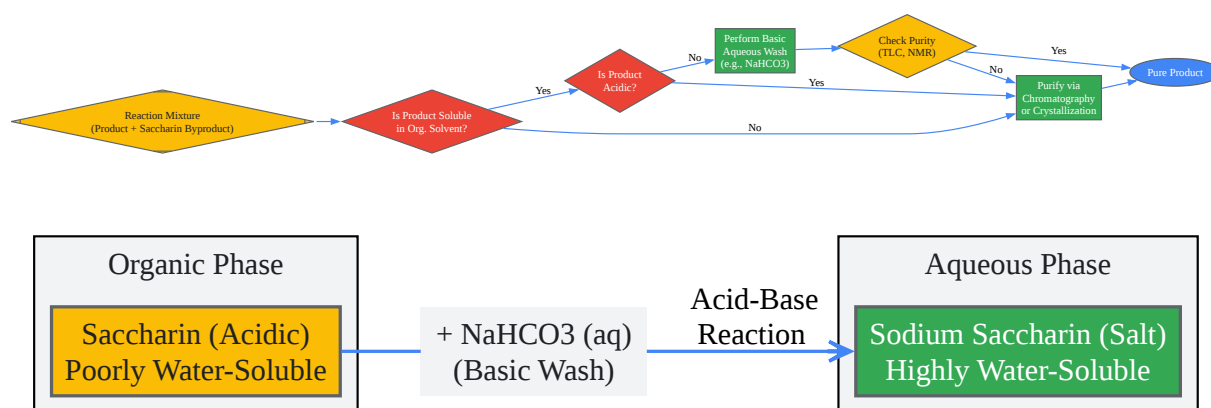 Reaction Mixture
(Product + Saccharin Byproduct)
Is Product Soluble
in Org. Solvent?
Yes
No
Is Product
Acidic?
No
Yes
Perform Basic
Aqueous Wash
(e.g., NaHCO3)
Check Purity
(TLC, NMR)
Yes
No
Purify via
Chromatography
or Crystallization
Pure Product
Organic Phase
Saccharin (Acidic)
Poorly Water-Soluble
+ NaHCO3 (aq)
(Basic Wash)
Acid-Base
Reaction
Aqueous Phase
Sodium Saccharin (Salt)
Highly Water-Soluble